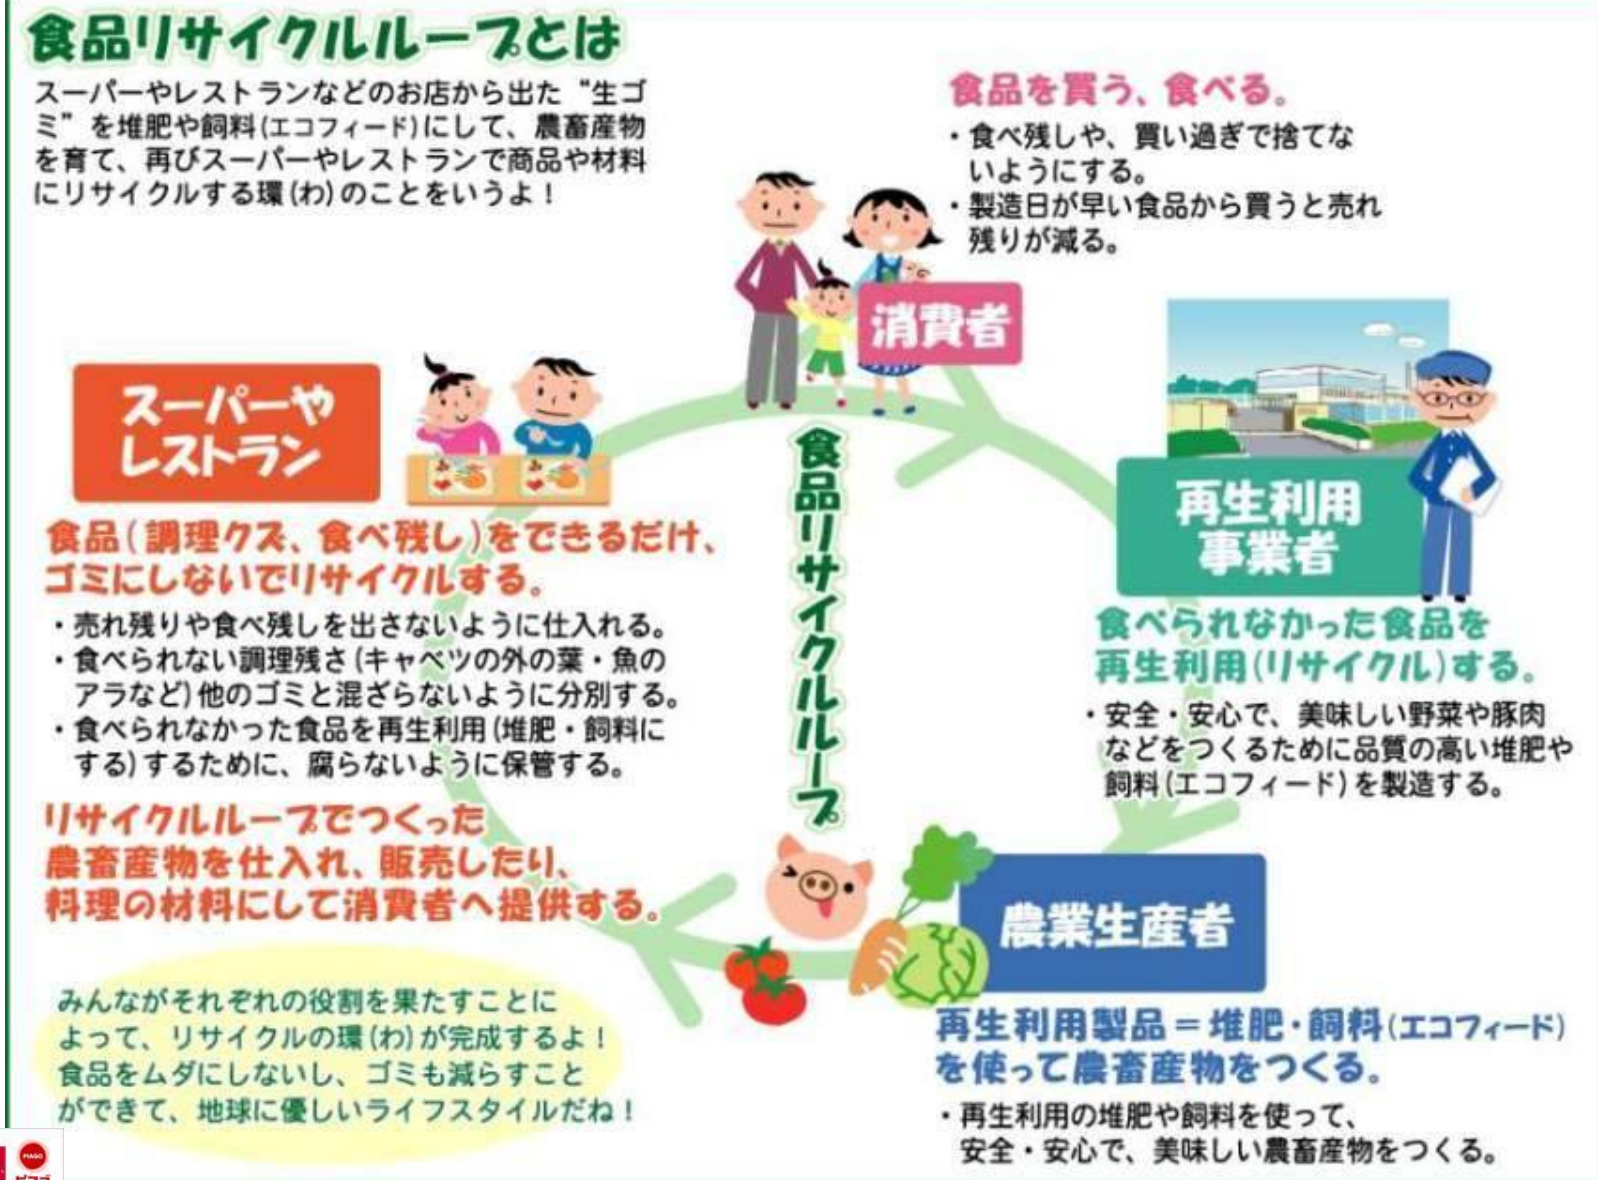 食品リサイクルループとは
スーパーやレストランなどのお店から出た“生ゴ
ミ”を堆肥や飼料(エコフィード)にして、農畜産物
を育て、再びスーパーやレストランで商品や材料
にリサイクルする環(わ)のことをいうよ！
食品を買う、食べる。
・食べ残しや、買い過ぎで捨てな
いようにする。
・製造日が早い食品から買うと売れ
残りが減る。
消費者
スーパーや
レストラン
食品(調理クズ、食べ残し)をできるだけ、
ゴミにしないでリサイクルする。
・売れ残りや食べ残しを出さないように仕入れる。
・食べられない調理残さ(キャベツの外の葉・魚の
アラなど)他のゴミと混ざらないように分別する。
・食べられなかった食品を再生利用(堆肥・飼料に
する)するために、腐らないように保管する。
リサイクルループでつくった
農畜産物を仕入れ、販売したり、
料理の材料にして消費者へ提供する。
食品リサイクルループ
再生利用
事業者
食べられなかった食品を
再生利用(リサイクル)する。
・安全・安心で、美味しい野菜や豚肉
などをつくるために品質の高い堆肥や
飼料(エコフィード)を製造する。
農業生産者
再生利用製品＝堆肥・飼料(エコフィード)
を使って農畜産物をつくる。
・再生利用の堆肥や飼料を使って、
安全・安心で、美味しい農畜産物をつくる。
みんながそれぞれの役割を果たすことに
よって、リサイクルの環(わ)が完成するよ！
食品をムダにしないし、ゴミも減らすこと
ができて、地球に優しいライフスタイルだね！
PIAGO